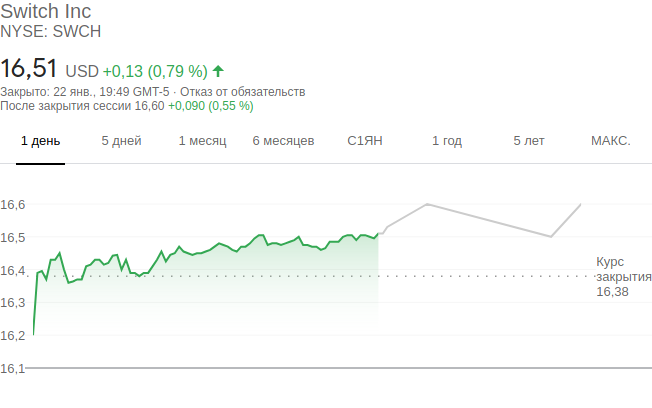 Switch Inc
NYSE: SWCH
16,51 USD +0,13 (0,79 %)
Закрыто: 22 янв., 19:49 GMT-5 · Отказ от обязательств
После закрытия сессии 16,60 +0,090 (0,55 %)
1 день 5 дней 1 месяц 6 месяцев С1ЯН 1 год 5 лет МАКС.
16,6
16,5
16,4
16,3
16,2
16,1
Курс
закрытия
16,38